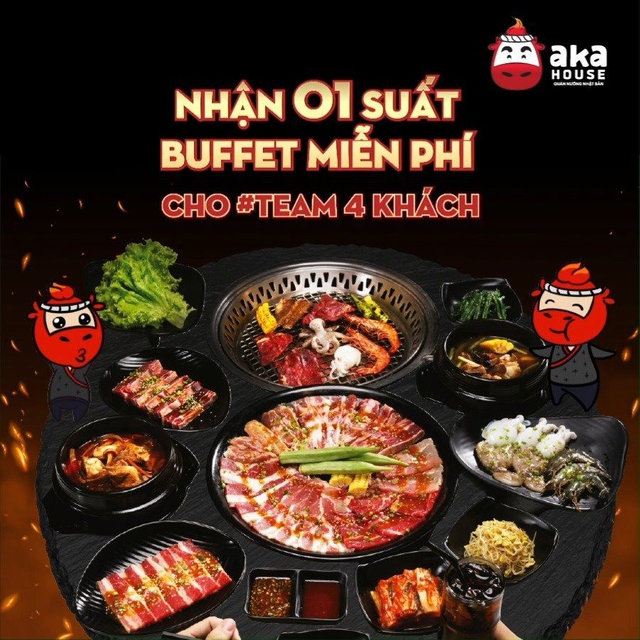 aka
HOUSE
QUÁN NƯỚNG NHẬT BẢN
NHẬN 01 SUẤT
BUFFET MIỄN PHÍ
CHO #TEAM 4 KHÁCH